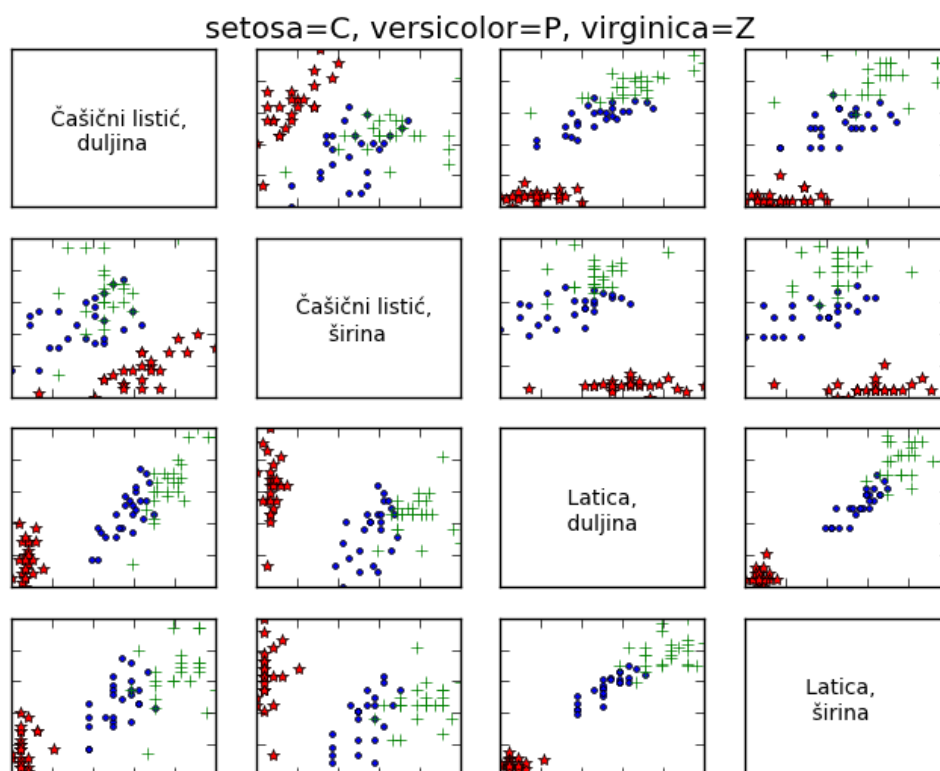 setosa=C, versicolor=P, virginica=Z
Čašični listić,
duljina
Čašični listić,
širina
Latica,
duljina
Latica,
širina